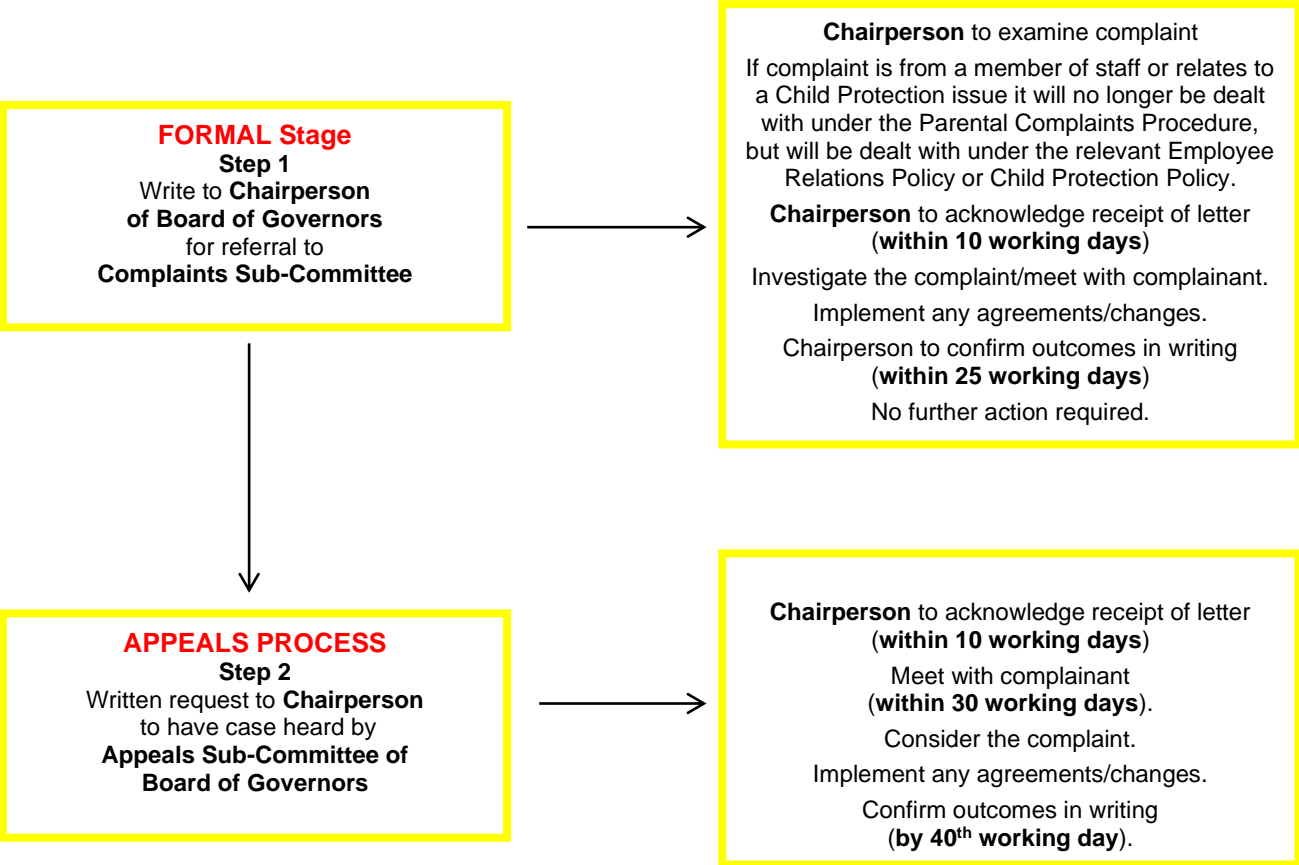 FORMAL Stage
Step 1
Write to Chairperson
of Board of Governors
for referral to
Complaints Sub-Committee
Chairperson to examine complaint
If complaint is from a member of staff or relates to
a Child Protection issue it will no longer be dealt
with under the Parental Complaints Procedure,
but will be dealt with under the relevant Employee
Relations Policy or Child Protection Policy.
Chairperson to acknowledge receipt of letter
(within 10 working days)
Investigate the complaint/meet with complainant.
Implement any agreements/changes.
Chairperson to confirm outcomes in writing
(within 25 working days)
No further action required.
APPEALS PROCESS
Step 2
Written request to Chairperson
to have case heard by
Appeals Sub-Committee of
Board of Governors
Chairperson to acknowledge receipt of letter
(within 10 working days)
Meet with complainant
(within 30 working days).
Consider the complaint.
Implement any agreements/changes.
Confirm outcomes in writing
(by 40th working day).